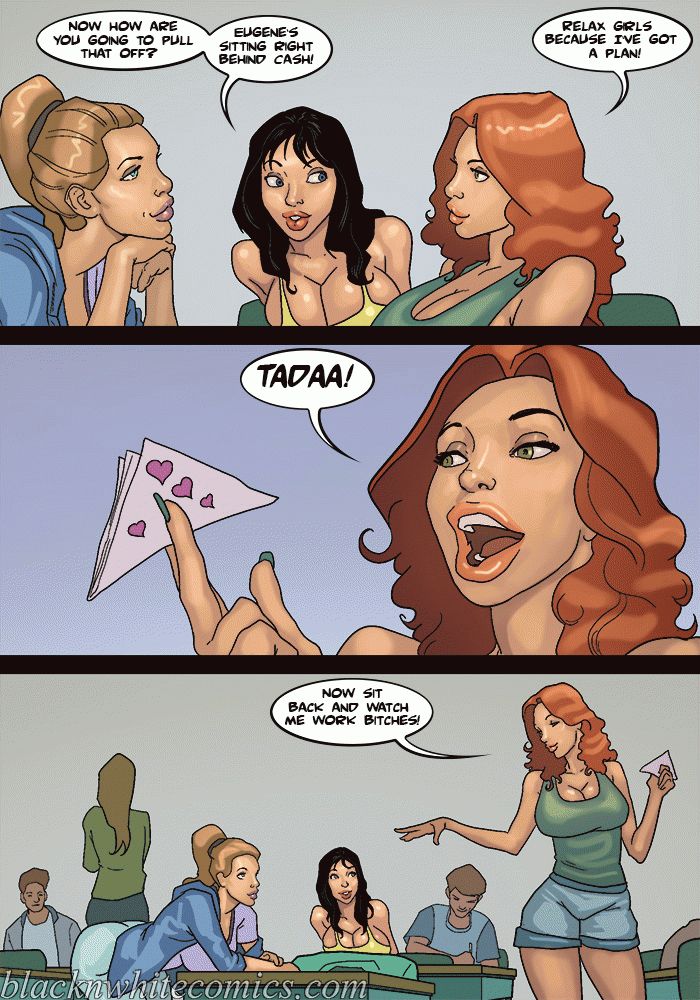 NOW HOW ARE
YOU GOING TO PULL
THAT OFF?
EUGENE'S
SITTING RIGHT
BEHIND CASH!
RELAX GIRLS
BECAUSE I'VE GOT
A PLAN!
TADAA!
NOW SIT
BACK AND WATCH
ME WORK BITCHES!
blacknwhitecomics.com